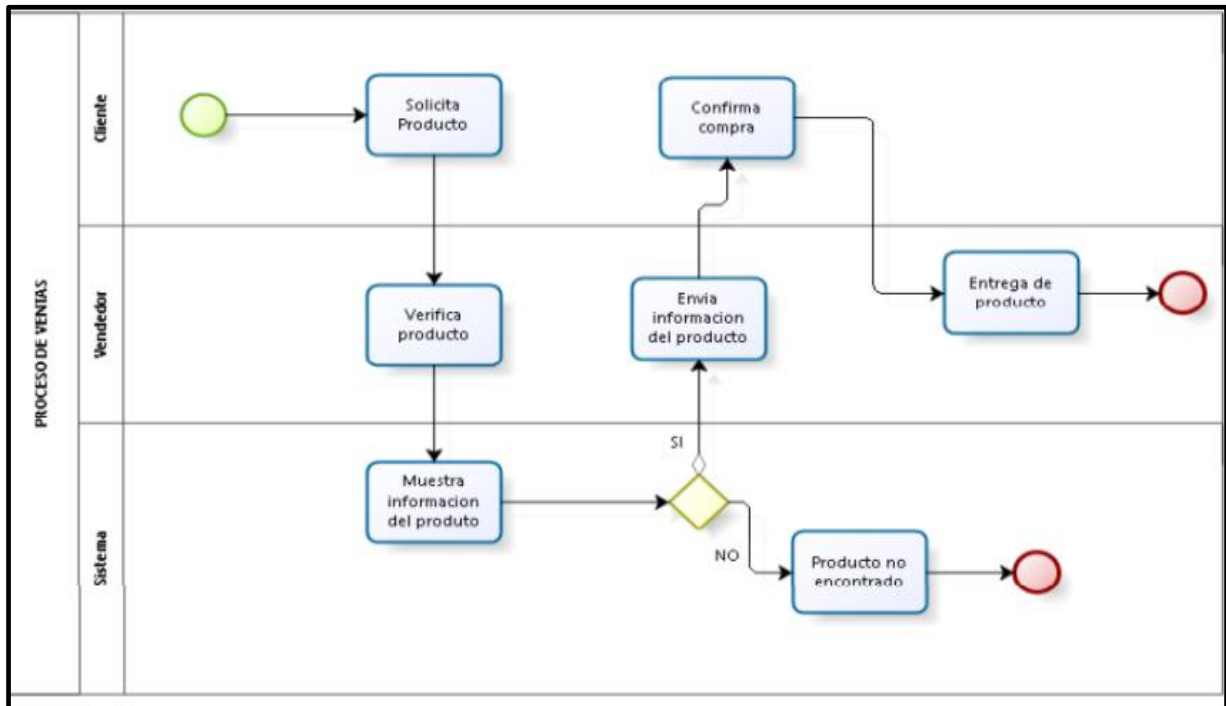 PROCESO DE VENTAS
Cliente
Solicita
Producto
Confirma
compra
Vendedor
Verifica
producto
Envia
informacion
del producto
Entrega de
producto
Sistema
SI
Muestra
informacion
del produto
NO
Producto no
encontrado